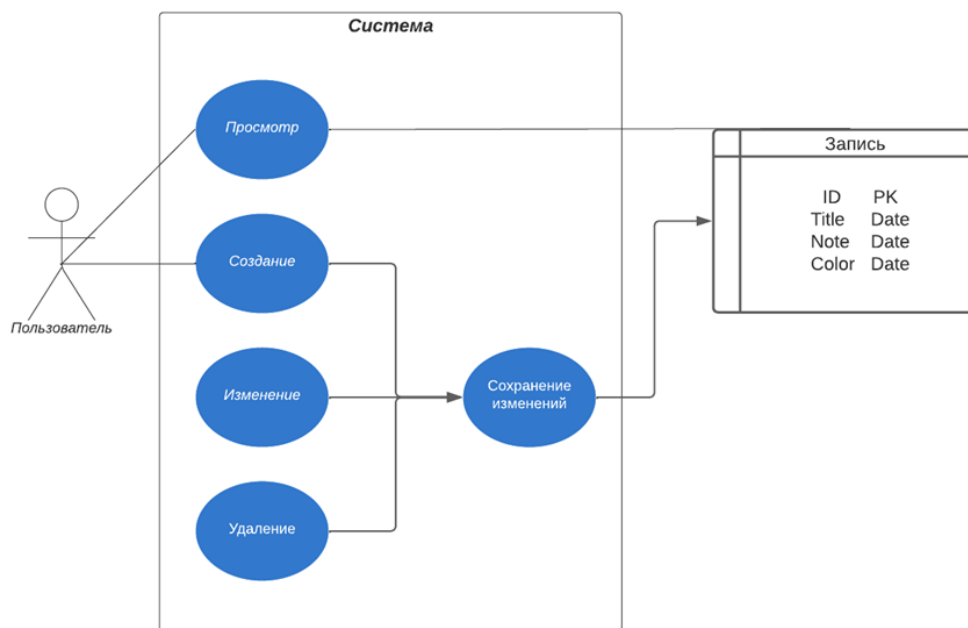 Система
Просмотр
Запись
ID PK
Title Date
Note Date
Color Date
Создание
Пользователь
Изменение
Сохранение
изменений
Удаление